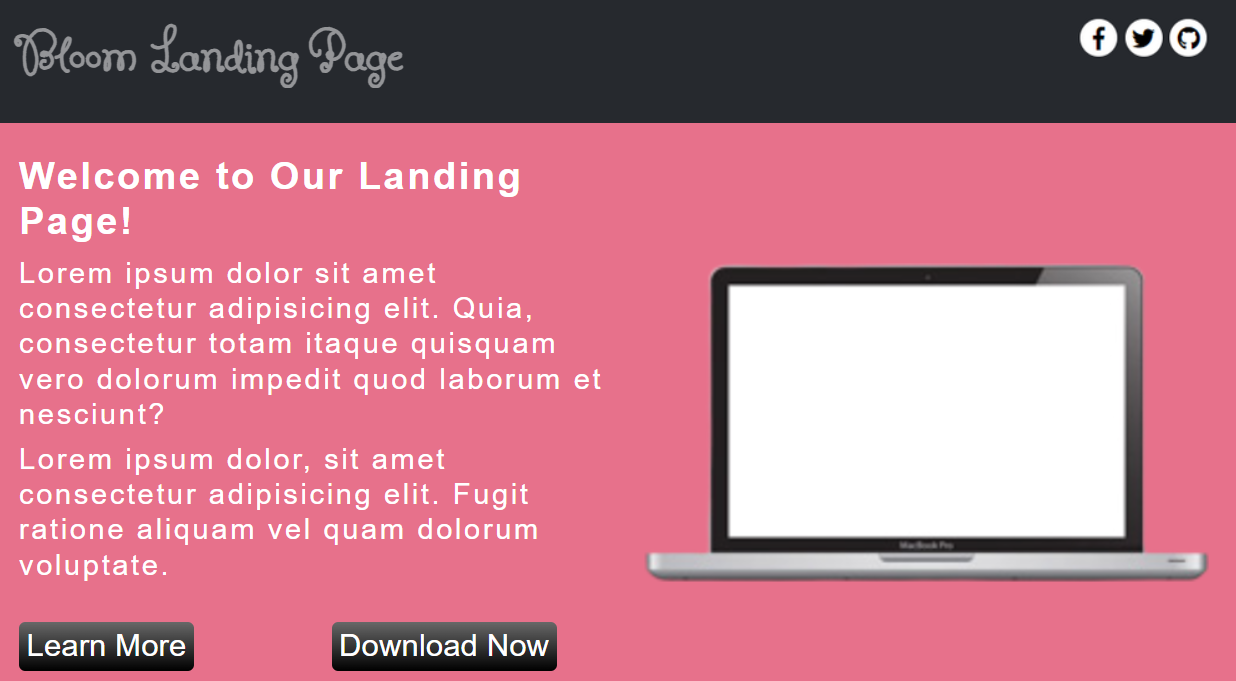 Bloom Landing Page
Welcome to Our Landing
Page!
Lorem ipsum dolor sit amet
consectetur adipisicing elit. Quia,
consectetur totam itaque quisquam
vero dolorum impedit quod laborum et
nesciunt?
Lorem ipsum dolor, sit amet
consectetur adipisicing elit. Fugit
ratione aliquam vel quam dolorum
voluptate.
MacBook Pro
Learn More
Download Now